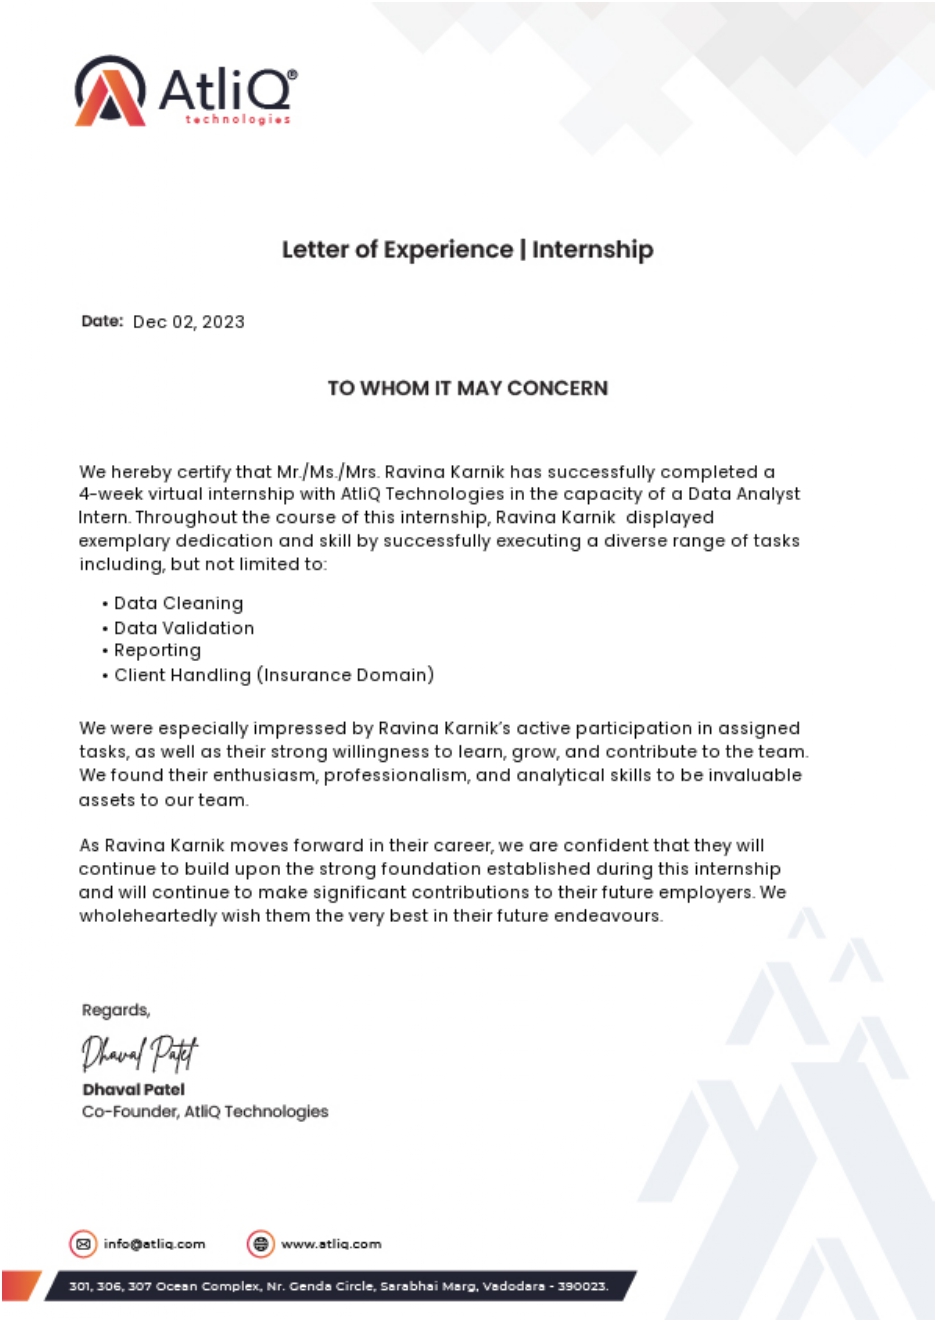 AtliQ®
technologies
Letter of Experience | Internship
Date: Dec 02, 2023
TO WHOM IT MAY CONCERN
We hereby certify that Mr./Ms./Mrs. Ravina Karnik has successfully completed a
4-week virtual internship with AtliQ Technologies in the capacity of a Data Analyst
Intern. Throughout the course of this internship, Ravina Karnik  displayed
exemplary dedication and skill by successfully executing a diverse range of tasks
including, but not limited to:
• Data Cleaning
• Data Validation
• Reporting
• Client Handling (Insurance Domain)
We were especially impressed by Ravina Karnik’s active participation in assigned
tasks, as well as their strong willingness to learn, grow, and contribute to the team.
We found their enthusiasm, professionalism, and analytical skills to be invaluable
assets to our team.
As Ravina Karnik moves forward in their career, we are confident that they will
continue to build upon the strong foundation established during this internship
and will continue to make significant contributions to their future employers. We
wholeheartedly wish them the very best in their future endeavours.
Regards,
Dhaval Patel
Dhaval Patel
Co-Founder, AtliQ Technologies
info@atliq.com www.atliq.com
301, 306, 307 Ocean Complex, Nr. Genda Circle, Sarabhai Marg, Vadodara - 390023.